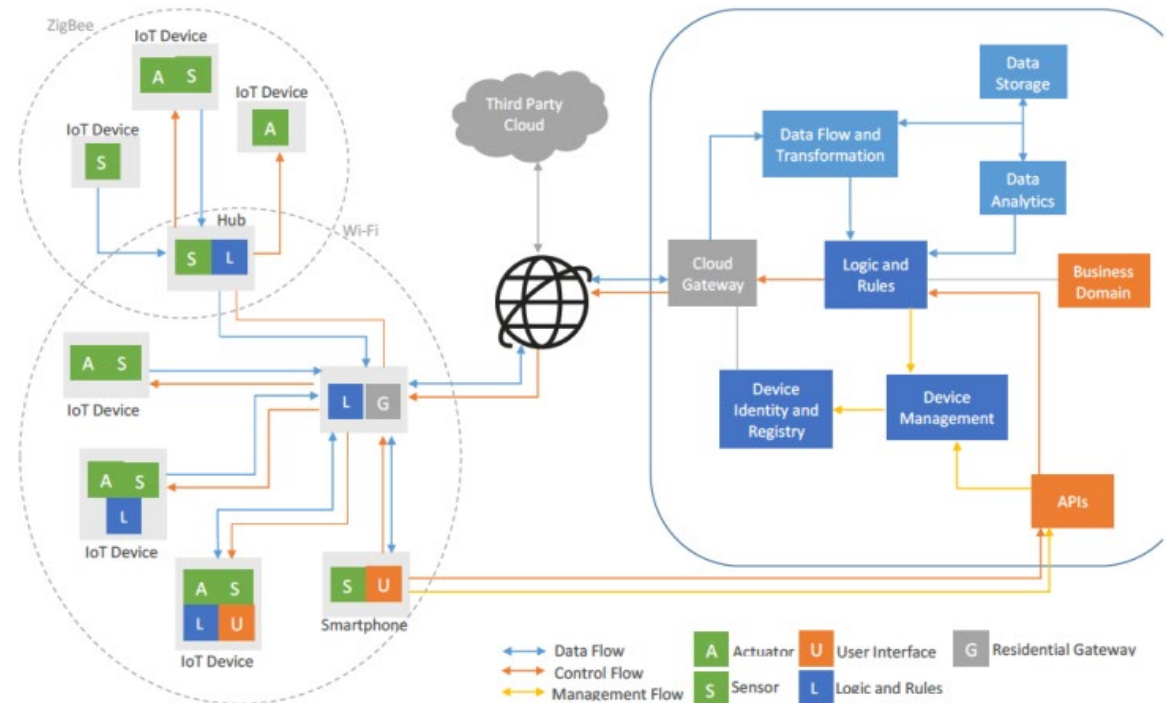 ZigBee
IoT Device
A S
IoT Device
A
IoT Device
S
Hub
S L
Wi-Fi
A S
IoT Device
L G
A S
L
IoT Device
A S
L U
IoT Device
S U
Smartphone
Third Party
Cloud
Data
Storage
Data Flow and
Transformation
Data
Analytics
Cloud
Gateway
Logic and
Rules
Business
Domain
Device
Identity and
Registry
Device
Management
APIs
Data Flow
Control Flow
Management Flow
A Actuator
S Sensor
U User Interface
L Logic and Rules
G Residential Gateway